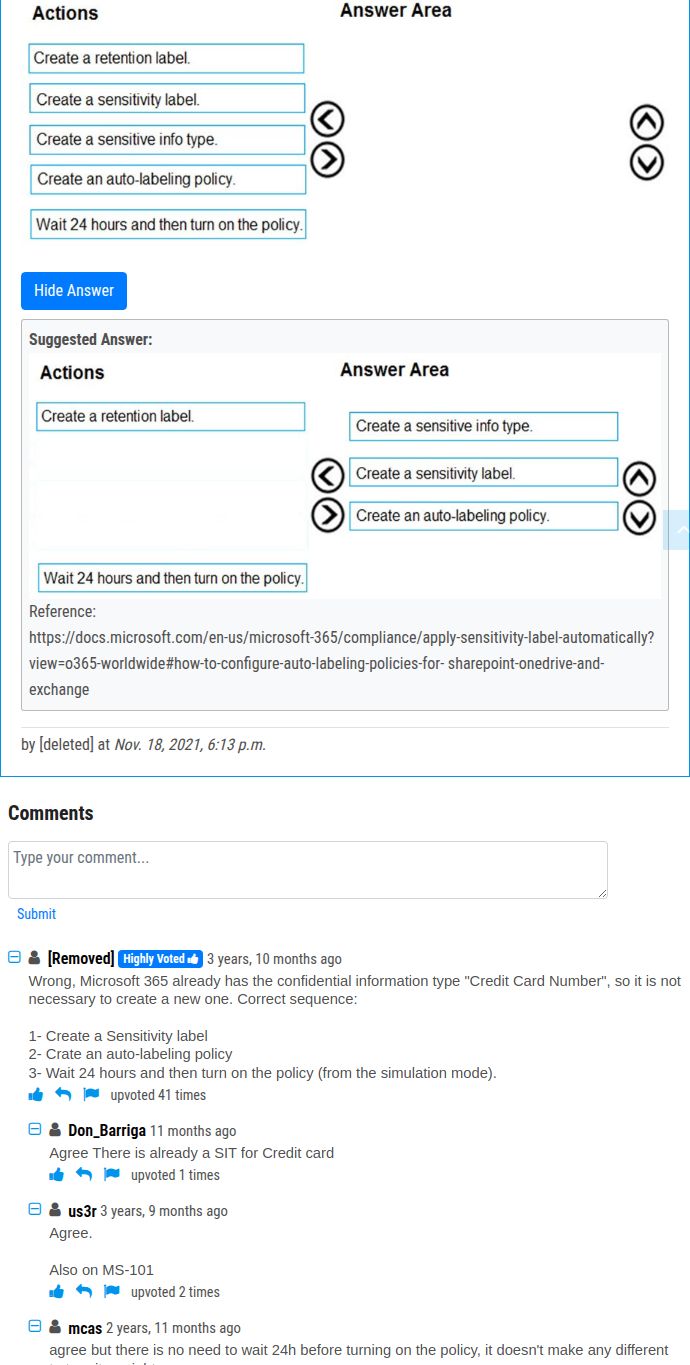 Actions
Answer Area
Create a retention label.
Create a sensitivity label.
Create a sensitive info type.
Create an auto-labeling policy.
Wait 24 hours and then turn on the policy.
Hide Answer
Suggested Answer:
Actions
Answer Area
Create a retention label.
Create a sensitive info type.
Create a sensitivity label.
Create an auto-labeling policy.
Wait 24 hours and then turn on the policy.
Reference:
https://docs.microsoft.com/en-us/microsoft-365/compliance/apply-sensitivity-label-automatically?
view=o365-worldwide#how-to-configure-auto-labeling-policies-for- sharepoint-onedrive-and-
exchange
by [deleted] at Nov. 18, 2021, 6:13 p.m.
Comments
Type your comment...
Submit
[Removed] Highly Voted 3 years, 10 months ago
Wrong, Microsoft 365 already has the confidential information type "Credit Card Number", so it is not
necessary to create a new one. Correct sequence:
1- Create a Sensitivity label
2- Crate an auto-labeling policy
3- Wait 24 hours and then turn on the policy (from the simulation mode).
upvoted 41 times
Don_Barriga 11 months ago
Agree There is already a SIT for Credit card
upvoted 1 times
us3r 3 years, 9 months ago
Agree.
Also on MS-101
upvoted 2 times
mcas 2 years, 11 months ago
agree but there is no need to wait 24h before turning on the policy, it doesn't make any different